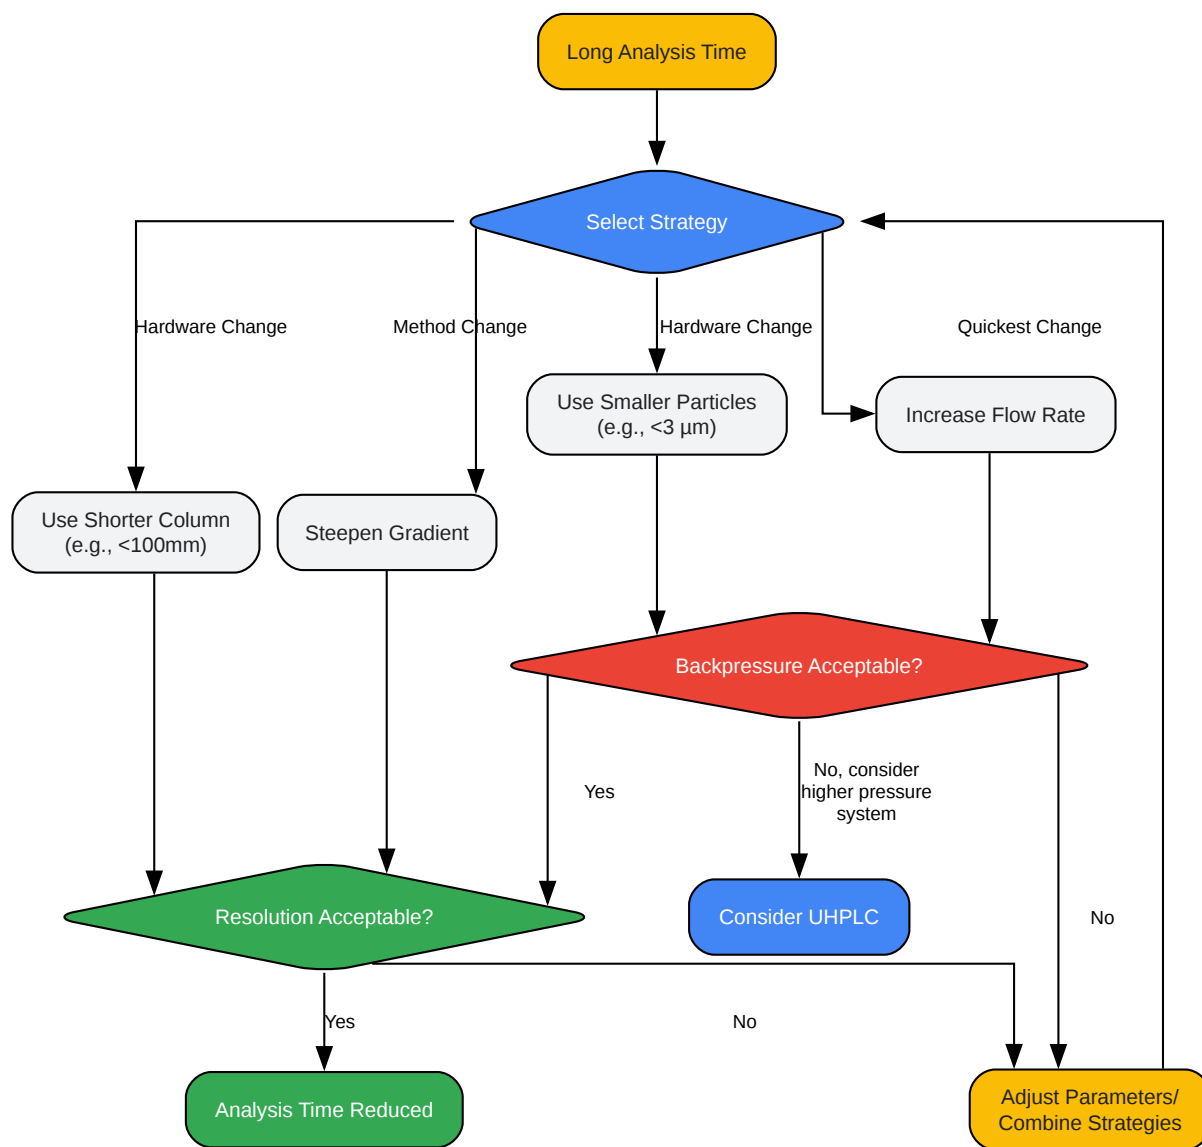 Long Analysis Time
Select Strategy
Hardware Change
Method Change
Hardware Change
Quickest Change
Use Smaller Particles
(e.g., <3 µm)
Increase Flow Rate
Use Shorter Column
(e.g., <100mm)
Steepen Gradient
Backpressure Acceptable?
Yes
No, consider
higher pressure
system
Resolution Acceptable?
Consider UHPLC
No
Yes
No
Analysis Time Reduced
Adjust Parameters/
Combine Strategies